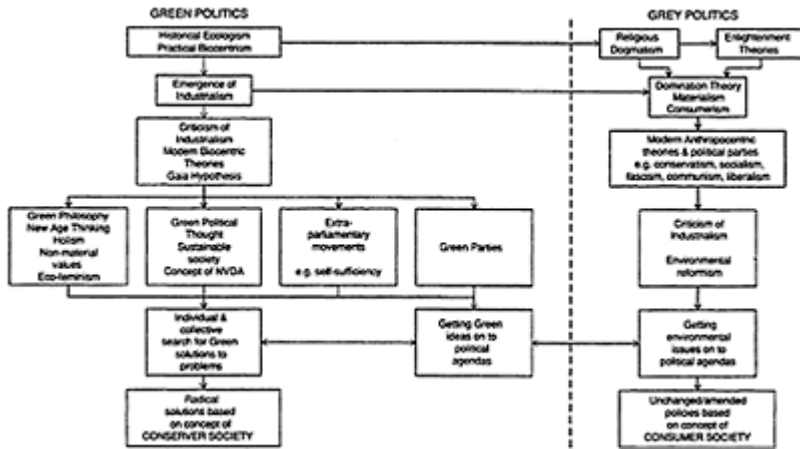 GREEN POLITICS
Historical Ecologism
Practical Biocentrism
Emergence of
Industrialism
Criticism of
Industrialism
Modern Biocentric
Theories
Gaia Hypothesis
Green Philosophy
New Age Thinking
Holism
Non-material
values
Eco-feminism
Green Political
Thought
Sustainable
society
Concept of NVDA
Extra-
parliamentary
movements
e.g. self-sufficiency
Green Parties
Individual &
collective
search for Green
solutions to
problems
Getting Green
ideas on to
political
agendas
Radical
solutions based
on concept of
CONSERVER SOCIETY
GREY POLITICS
Religious
Dogmatism
Enlightenment
Theories
Domination Theory
Materialism
Consumerism
Modern Anthropocentric
theories & political parties
e.g. conservatism, socialism,
fascism, communism, liberalism
Criticism of
Industrialism
Environmental
reformism
Getting
environmental
issues on to
political agendas
Unchanged/amended
policies based
on concept of
CONSUMER SOCIETY